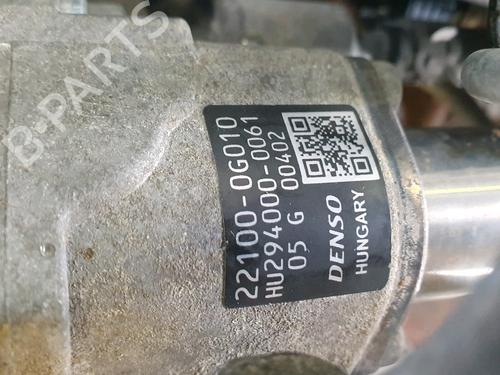 22100-0G010
HU294000-0061
05 G 00402
DENSO
HUNGARY
B-PARTS